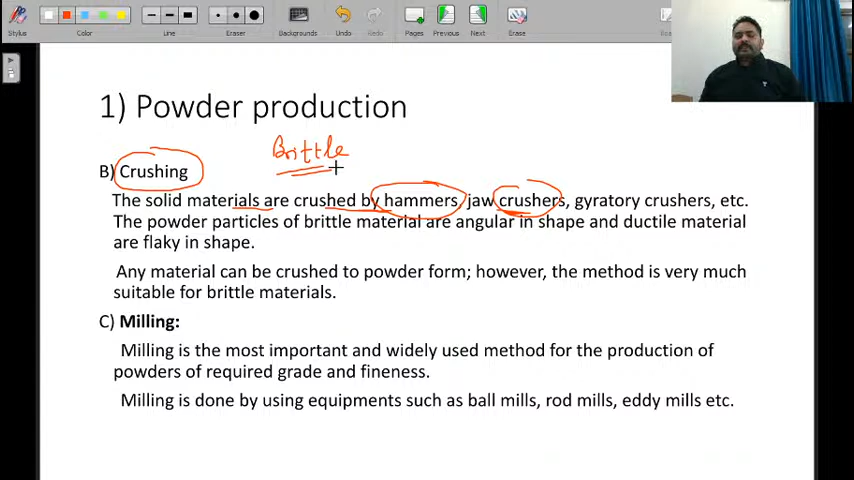 Stylus
Color
Line
Eraser
Backgrounds
Undo
Redo
Pages
Previous
Next
Erase
1) Powder production
Brittle
B) Crushing
The solid materials are crushed by hammers, jaw crushers, gyratory crushers, etc.
The powder particles of brittle material are angular in shape and ductile material
are flaky in shape.
Any material can be crushed to powder form; however, the method is very much
suitable for brittle materials.
C) Milling:
Milling is the most important and widely used method for the production of
powders of required grade and fineness.
Milling is done by using equipments such as ball mills, rod mills, eddy mills etc.